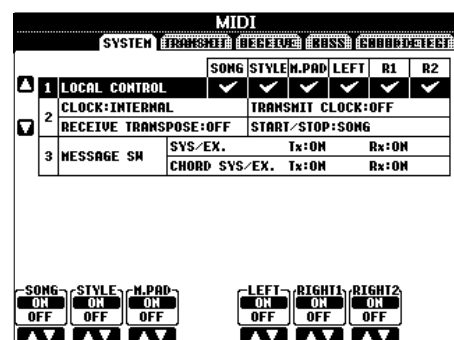 MIDI
SYSTEM TRANSMIT RECEIVE BASS CHORD DETECT
SONG STYLE M.PAD LEFT R1 R2
1 LOCAL CONTROL
2 CLOCK:INTERNAL TRANSMIT CLOCK:OFF
RECEIVE TRANSPOSE:OFF START/STOP:SONG
3 MESSAGE SW SYS/EX. Tx:ON Rx:ON
CHORD SYS/EX. Tx:ON Rx:ON
SONG STYLE M.PAD LEFT RIGHT1 RIGHT2
ON ON ON ON ON ON
OFF OFF OFF OFF OFF OFF